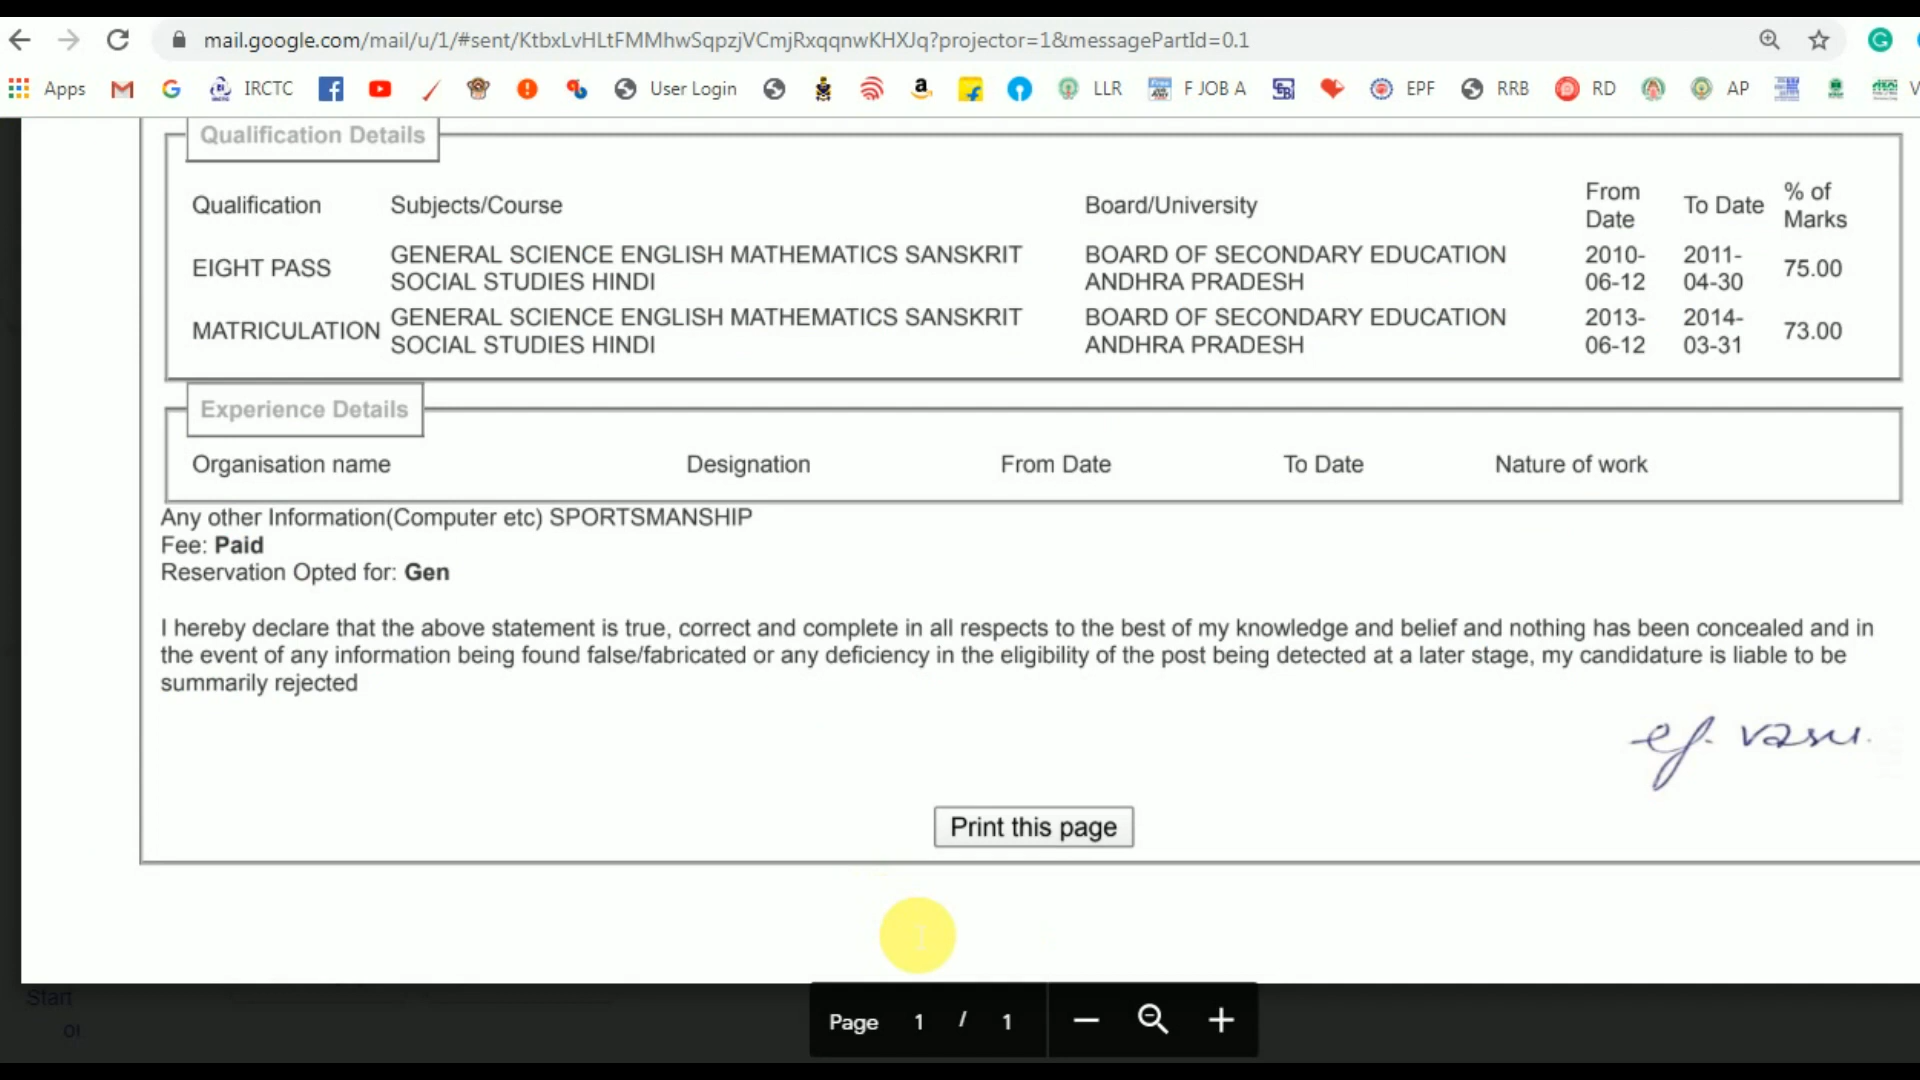 mail.google.com/mail/u/1/#sent/KtbxLvHLtFMMhwSqpzjVCmjRxqqnwKHXJq?projector=1&messagePartId=0.1
Apps IRCTC User Login LLR F JOB A EPF RRB RD AP V
Qualification Details
Qualification Subjects/Course Board/University From Date To Date % of Marks
EIGHT PASS GENERAL SCIENCE ENGLISH MATHEMATICS SANSKRIT SOCIAL STUDIES HINDI BOARD OF SECONDARY EDUCATION ANDHRA PRADESH 2010-06-12 2011-04-30 75.00
MATRICULATION GENERAL SCIENCE ENGLISH MATHEMATICS SANSKRIT SOCIAL STUDIES HINDI BOARD OF SECONDARY EDUCATION ANDHRA PRADESH 2013-06-12 2014-03-31 73.00
Experience Details
Organisation name Designation From Date To Date Nature of work
Any other Information(Computer etc) SPORTSMANSHIP
Fee: Paid
Reservation Opted for: Gen
I hereby declare that the above statement is true, correct and complete in all respects to the best of my knowledge and belief and nothing has been concealed and in
the event of any information being found false/fabricated or any deficiency in the eligibility of the post being detected at a later stage, my candidature is liable to be
summarily rejected
vasu.
Print this page
Start
Page 1 / 1